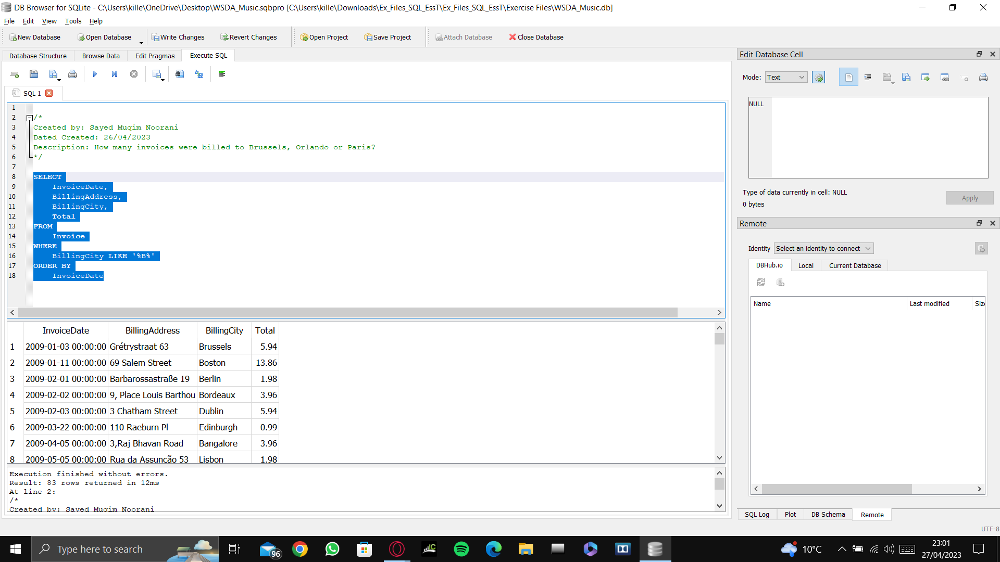 DB Browser for SQLite - C:\Users\kille\OneDrive\Desktop\WSDA_Music.sqbpro [C:\Users\kille\Downloads\Ex_Files_SQL_EssT\Ex_Files_SQL_EssT\Exercise Files\WSDA_Music.db]
File Edit View Tools Help
New Database Open Database Write Changes Revert Changes Open Project Save Project Attach Database Close Database
Database Structure Browse Data Edit Pragmas Execute SQL
SQL 1
1
2 /*
3 Created by: Sayed Muqim Noorani
4 Dated Created: 26/04/2023
5 Description: How many invoices were billed to Brussels, Orlando or Paris?
6 */
7
8 SELECT
9 InvoiceDate,
10 BillingAddress,
11 BillingCity,
12 Total
13 FROM
14 Invoice
15 WHERE
16 BillingCity LIKE '%B%'
17 ORDER BY
18 InvoiceDate
InvoiceDate BillingAddress BillingCity Total
1 2009-01-03 00:00:00 Grétrystraat 63 Brussels 5.94
2 2009-01-11 00:00:00 69 Salem Street Boston 13.86
3 2009-02-01 00:00:00 Barbarossastraße 19 Berlin 1.98
4 2009-02-02 00:00:00 9, Place Louis Barthou Bordeaux 3.96
5 2009-02-03 00:00:00 3 Chatham Street Dublin 5.94
6 2009-03-22 00:00:00 110 Raeburn Pl Edinburgh 0.99
7 2009-04-05 00:00:00 3,Raj Bhavan Road Bangalore 3.96
8 2009-05-05 00:00:00 Rua da Assunção 53 Lisbon 1.98
Execution finished without errors.
Result: 83 rows returned in 12ms
At line 2:
/*
Created by: Sayed Muqim Noorani
Edit Database Cell
Mode: Text
NULL
Type of data currently in cell: NULL
0 bytes
Apply
Remote
Identity Select an identity to connect
DBHub.io Local Current Database
Name Last modified Size
SQL Log Plot DB Schema Remote
UTF-8
Type here to search
96
10°C
23:01
27/04/2023